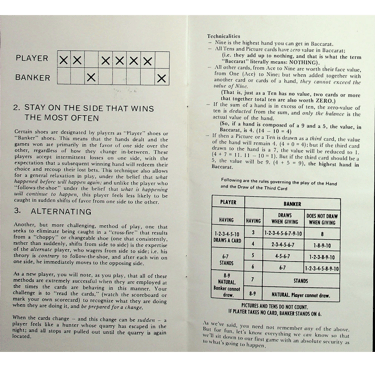 PLAYER X X X X X X
BANKER X X
2. STAY ON THE SIDE THAT WINS
THE MOST OFTEN
Certain shoes are designated by players as "Player" shoes or
"Banker" shoes. This means that the hands dealt and the
games won are primarily in the favor of one side over the
other, regardless of how they change in between. These
players accept intermittent losses on one side, with the
expectation that a subsequent winning hand will redeem their
choice and recoup their lost bets. This technique also allows
for a general relaxation in play, under the belief that what
happened before will happen again; and unlike the player who
"follows the shoe" under the belief that what is happening
will continue to happen, this player feels less likely to be
caught in sudden shifts of favor from one side to the other.
3. ALTERNATING
Another, but more challenging, method of play, one that
seeks to eliminate being caught in a "cross-fire" that results
from a "choppy" or changeable shoe (one that consistently,
rather than suddenly, shifts from side to side) is the expertise
of the alternate player, who wagers from side to side; i.e. his
theory is contrary to follow-the-shoe, and after each win on
one side, he immediately moves to the opposing side.
As a new player, you will note, as you play, that all of these
methods are extremely successful when they are employed at
the times the cards are behaving in this manner. Your
challenge is to "read the cards," (watch the scoreboard or
mark your own scorecard) to recognise what they are doing
when they are doing it, and be prepared for a change.
When the cards change – and this change can be sudden – a
player feels like a hunter whose quarry has escaped in the
night; and all steps are pulled out until the quarry is again
located.
Technicalities
– Nine is the highest hand you can get in Baccarat.
– All Tens and Picture cards have zero value in Baccarat;
(i.e. they add up to nothing, and that is what the term
"Baccarat" literally means: NOTHING).
– All other cards, from Ace to Nine are worth their face value,
from One (Ace) to Nine; but when added together with
another card or cards of a hand, they cannot exceed the
value of Nine.
(That is, just as a Ten has no value, two cards or more
that together total ten are also worth ZERO.)
– If the sum of a hand is in excess of ten, the zero-value of
ten is deducted from the sum, and only the balance is the
actual value of the hand.
(So, if a hand is composed of a 9 and a 5, the value, in
Baccarat, is 4. (14 – 10 = 4)
– If then a Picture or a Ten is drawn as a third card, the value
of the hand will remain 4. (4 + 0 = 4); but if the third card
drawn to the hand is a 7, the value will be reduced to 1.
(4 + 7 = 11. 11 – 10 = 1). But if the third card should be a
5, the value will be 9, (4 + 5 = 9), the highest hand in
Baccarat.
Following are the rules governing the play of the Hand
and the Draw of the Third Card
PLAYER BANKER
HAVING HAVING DRAWS WHEN GIVING DOES NOT DRAW WHEN GIVING
1-2-3-4-5-10 DRAWS A CARD 3 1-2-3-4-5-6-7-9-10 8
4 2-3-4-5-6-7 1-8-9-10
6-7 STANDS 5 4-5-6-7 1-2-3-8-9-10
6 6-7 1-2-3-4-5-8-9-10
8-9 NATURAL. Banker cannot draw. 7 STANDS
8-9 NATURAL. Player cannot draw.
PICTURES AND TENS DO NOT COUNT.
IF PLAYER TAKES NO CARD, BANKER STANDS ON 6.
As we've said, you need not remember any of the above.
But for fun, let's know everything we can know so that
we'll sit down to our first game with an absolute security as
to what's going to happen.